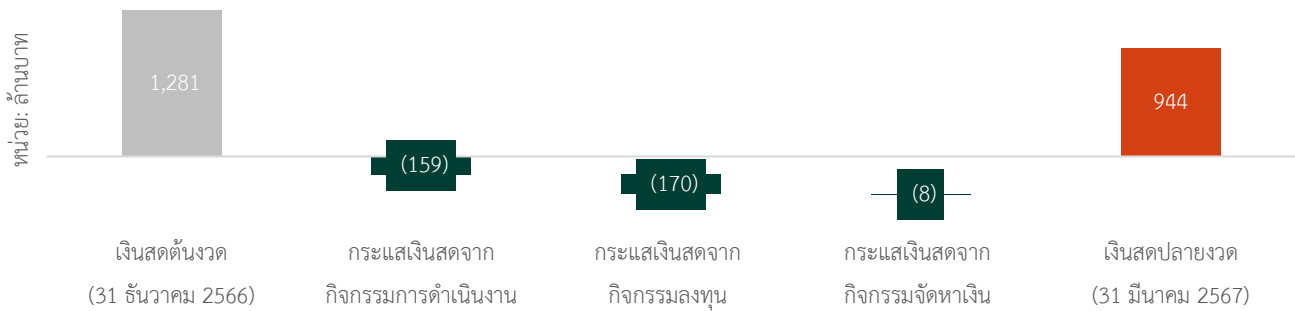 หน่วย: ล้านบาท
1,281
(159)
(170)
(8)
944
เงินสดต้นงวด
(31 ธันวาคม 2566)
กระแสเงินสดจาก
กิจกรรมการดำเนินงาน
กระแสเงินสดจาก
กิจกรรมลงทุน
กระแสเงินสดจาก
กิจกรรมจัดหาเงิน
เงินสดปลายงวด
(31 มีนาคม 2567)